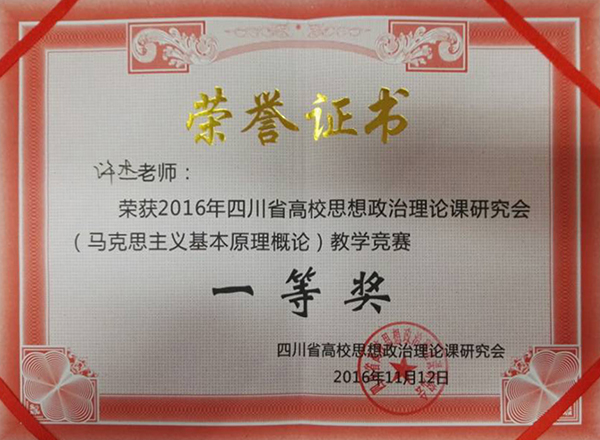 荣誉证书
许杰老师：
荣获2016年四川省高校思想政治理论课研究会
（马克思主义基本原理概论）教学竞赛
一等奖
四川省高校思想政治理论课研究会
2016年11月12日